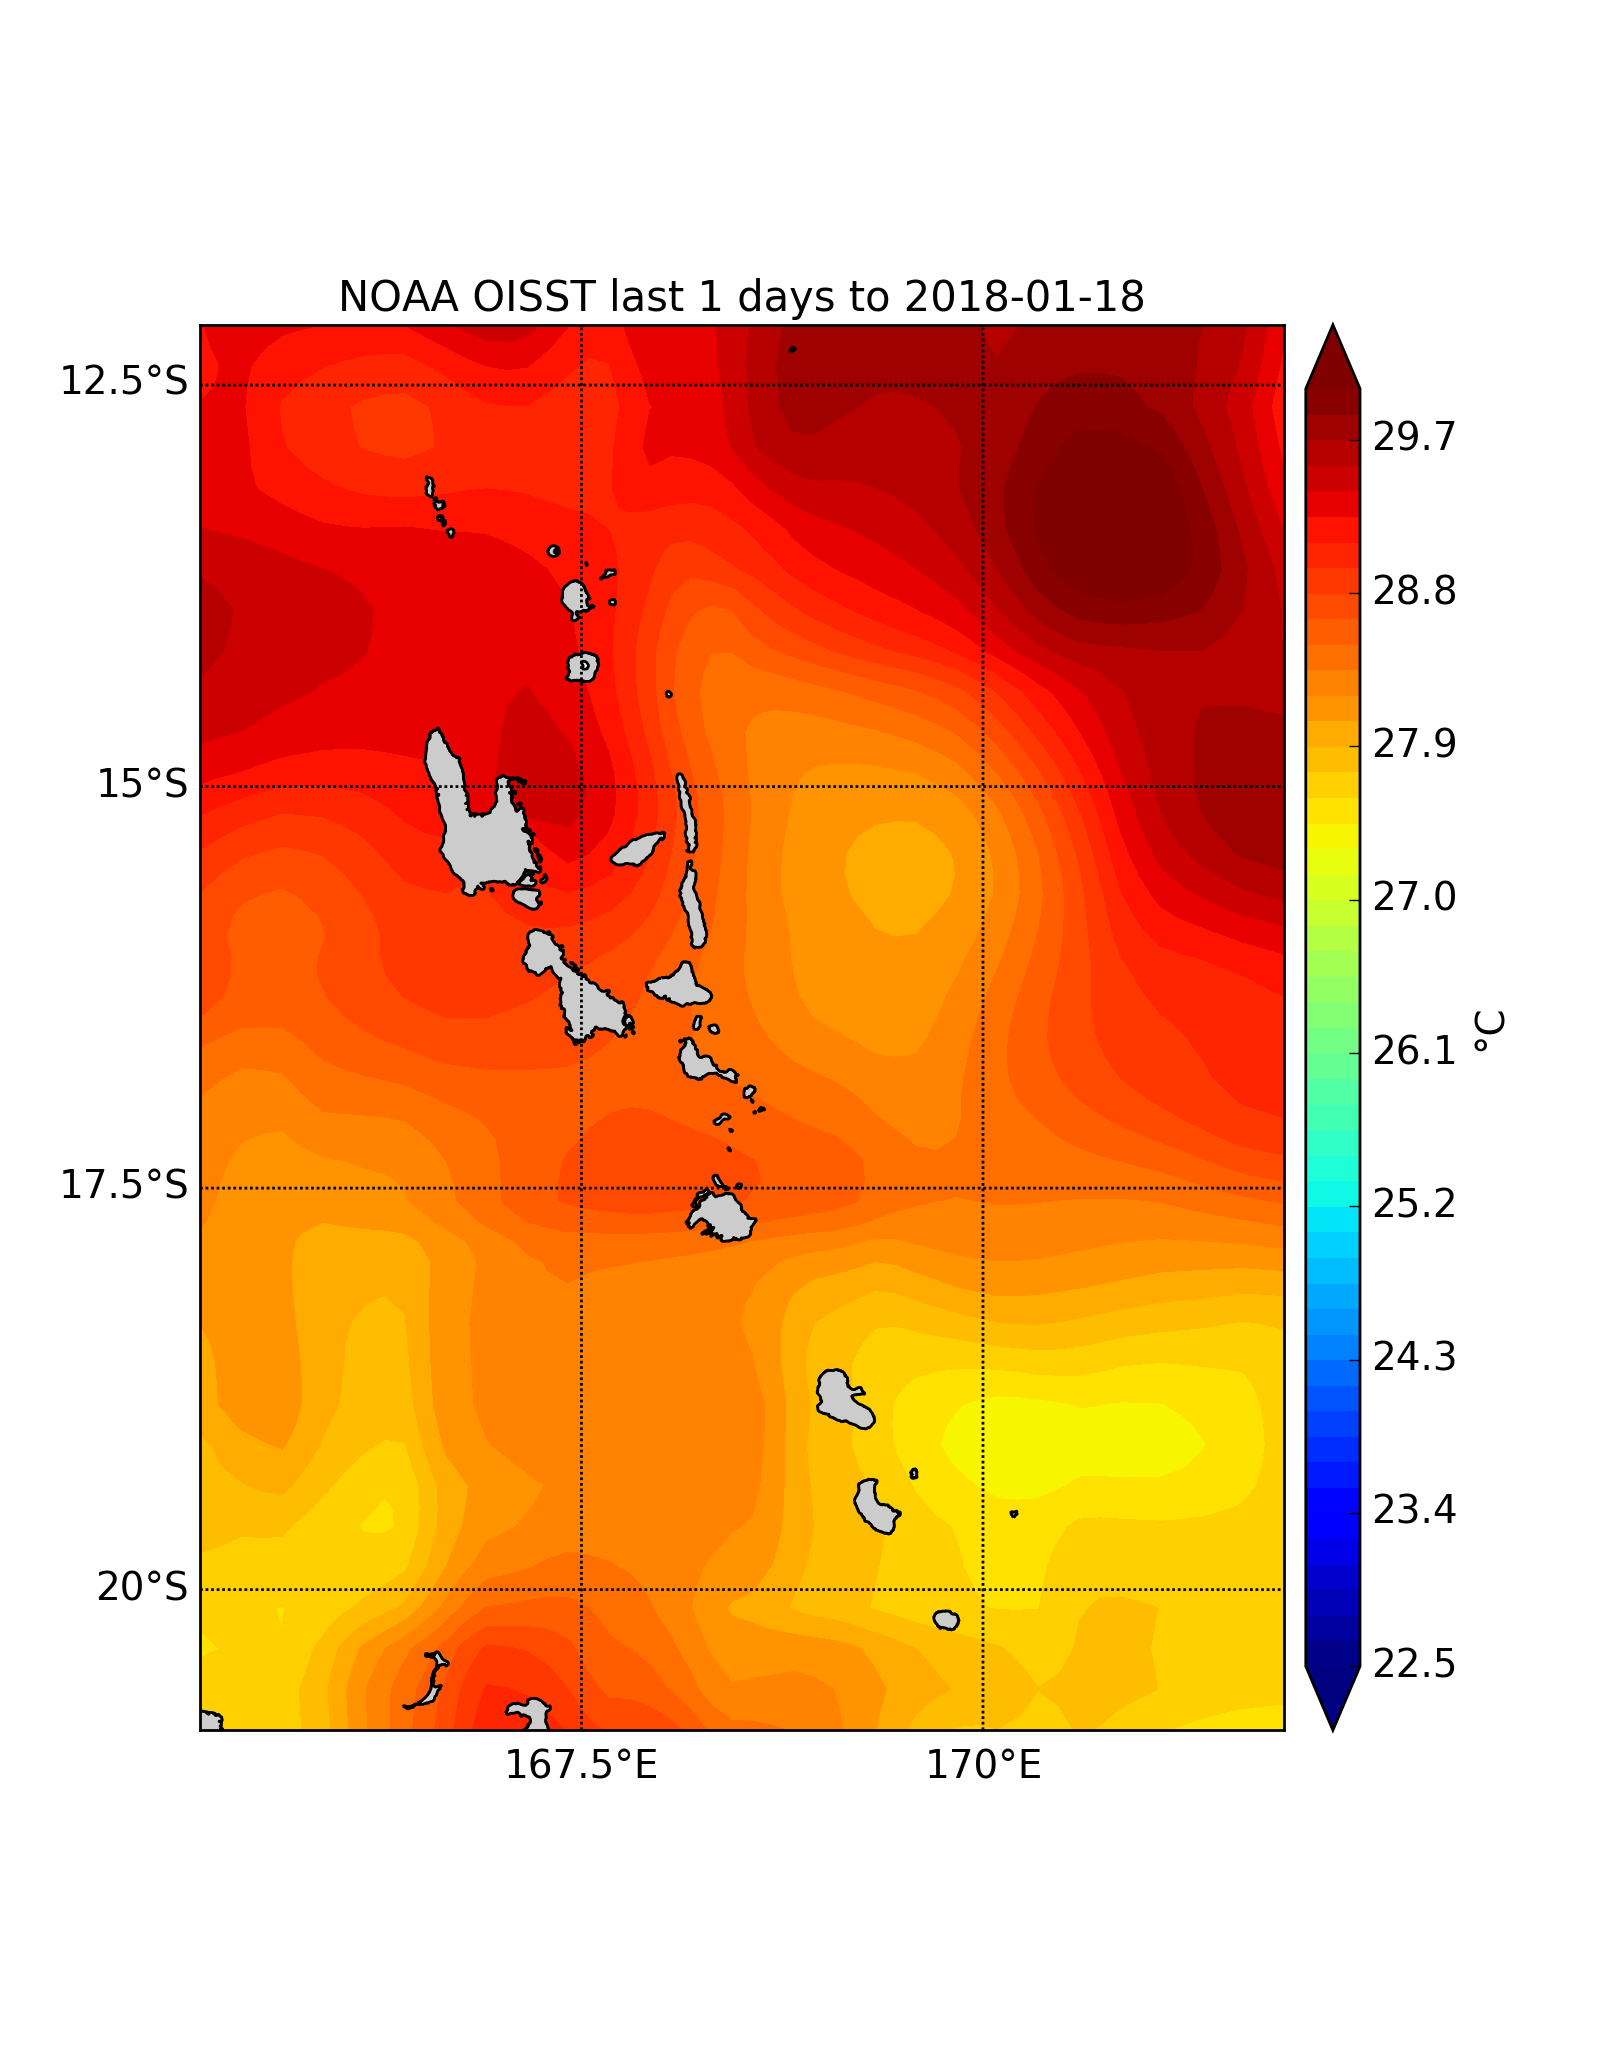 NOAA OISST last 1 days to 2018-01-18
12.5°S
15°S
17.5°S
20°S
167.5°E
170°E
29.7
28.8
27.9
27.0
26.1
25.2
24.3
23.4
22.5
°C